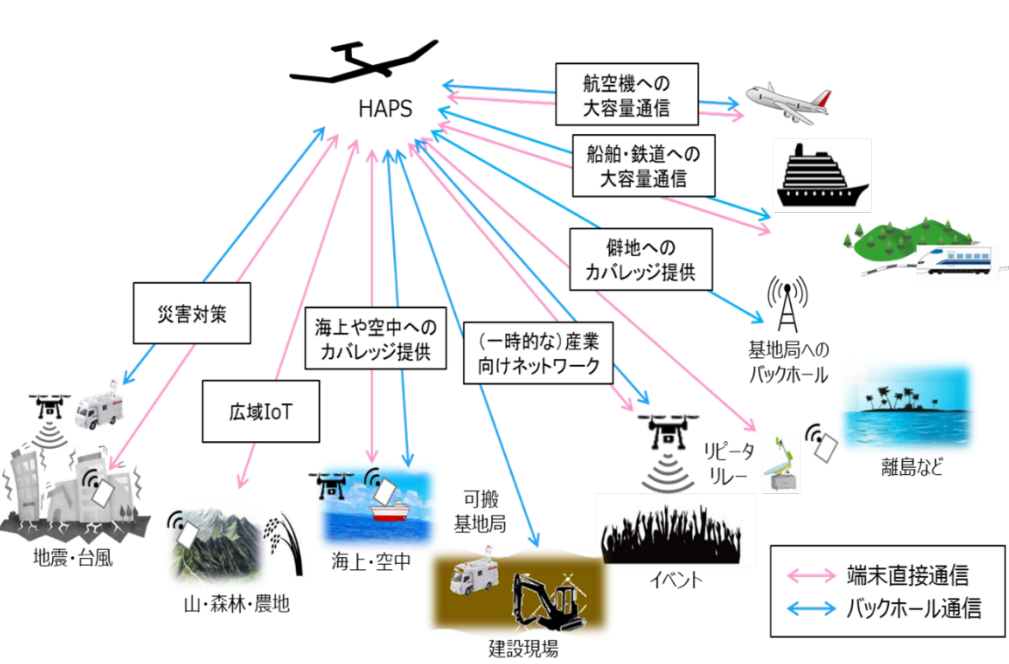 HAPS
航空機への
大容量通信
船舶・鉄道への
大容量通信
僻地への
カバレッジ提供
災害対策
海上や空中への
カバレッジ提供
(一時的な)産業
向けネットワーク
広域IoT
基地局への
バックホール
リピータ
リレー
離島など
可搬
基地局
地震・台風
山・森林・農地
海上・空中
建設現場
イベント
端末直接通信
バックホール通信